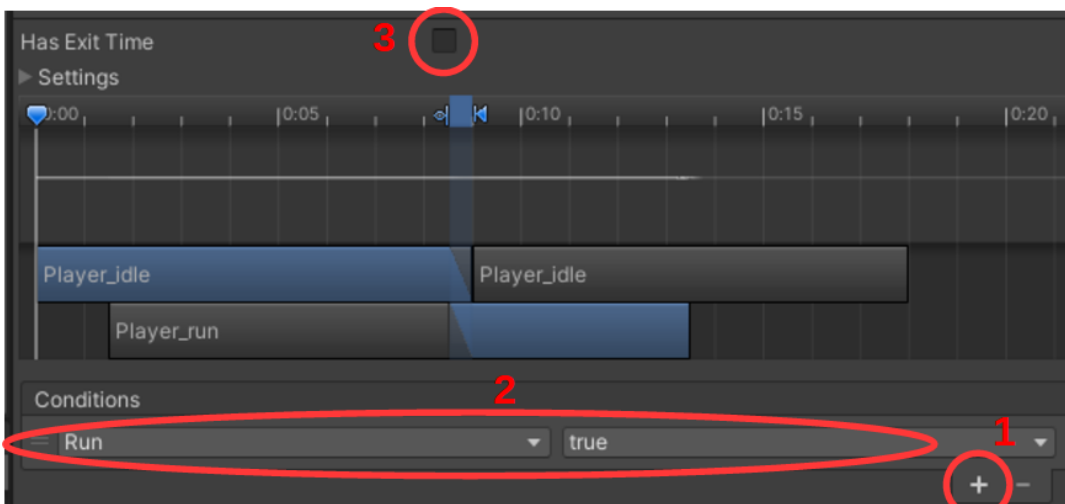 Has Exit Time 3
Settings
0:00 0:05 0:10 0:15 0:20
Player_idle Player_idle
Player_run
2
Conditions
1
Run true
+ −